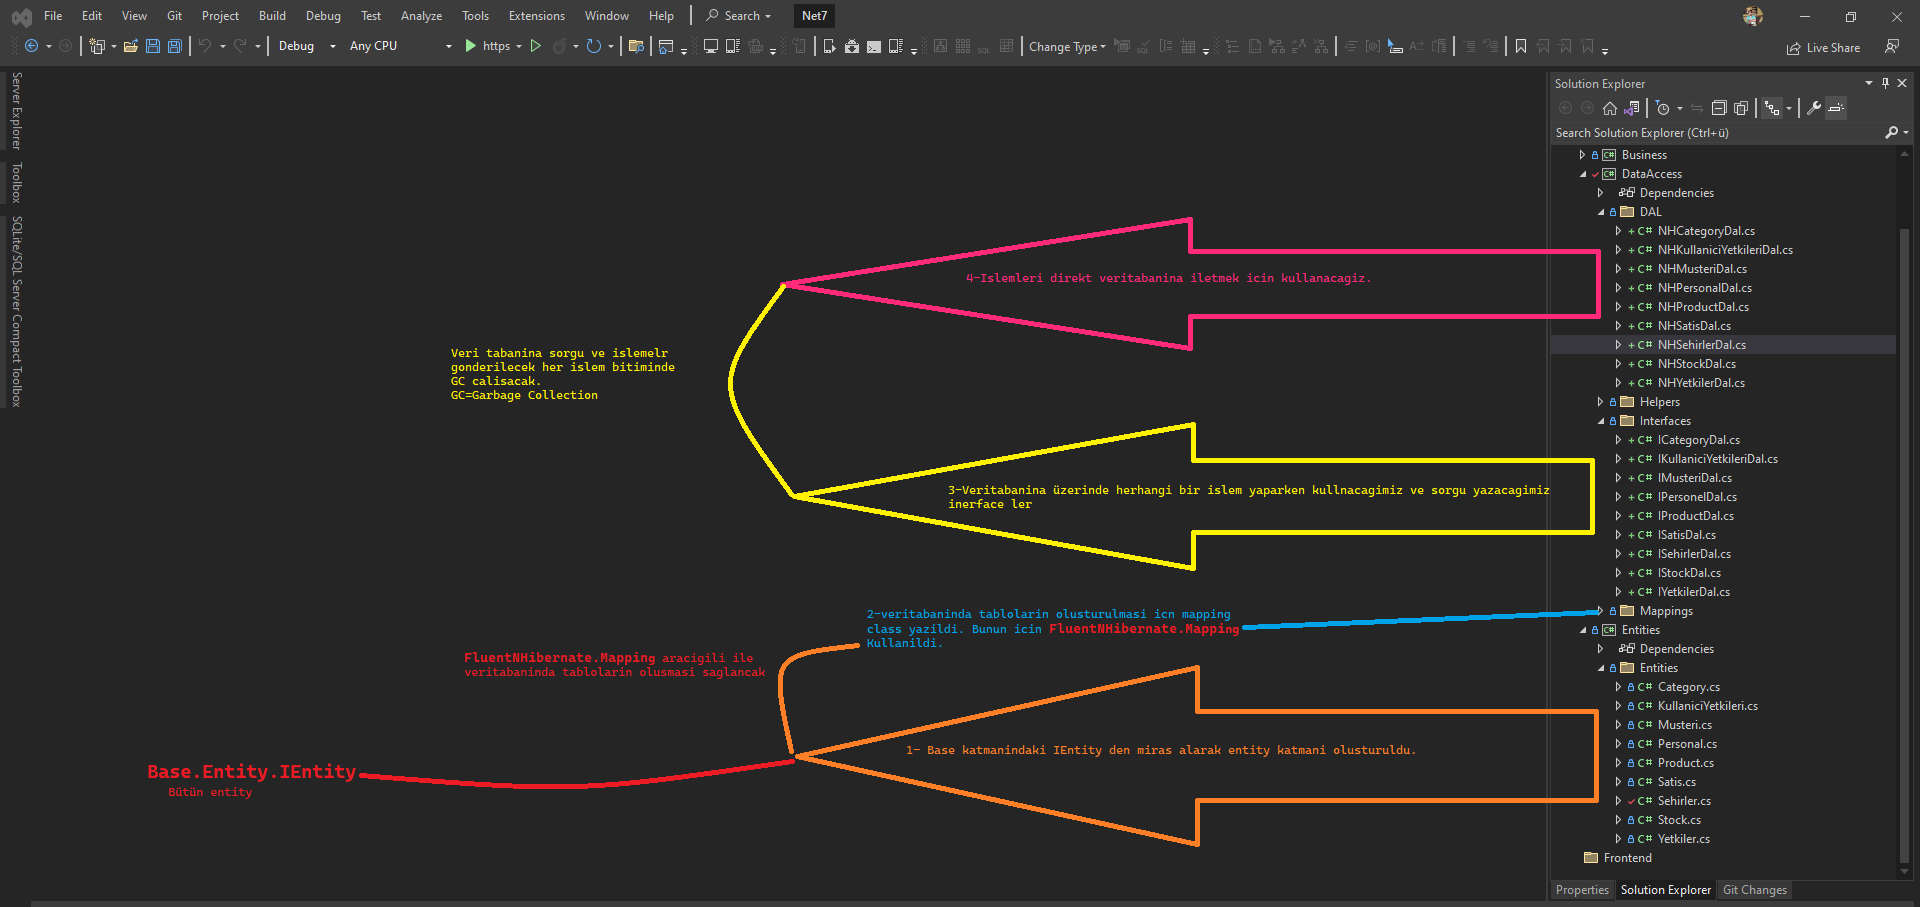 File Edit View Git Project Build Debug Test Analyze Tools Extensions Window Help Search Net7
Debug Any CPU https Change Type Live Share
Server Explorer
Toolbox
SQLite/SQL Server Compact Toolbox
4-Islemleri direkt veritabanina iletmek icin kullanacagiz.
Veri tabanina sorgu ve islemelr
gonderilecek her islem bitiminde
GC calisacak.
GC=Garbage Collection
3-Veritabanina üzerinde herhangi bir islem yaparken kullnacagimiz ve sorgu yazacagimiz
inerface ler
2-veritabaninda tablolarin olusturulmasi icn mapping
class yazildi. Bunun icin FluentNHibernate.Mapping
Kullanildi.
FluentNHibernate.Mapping aracigili ile
veritabaninda tablolarin olusmasi saglancak
1- Base katmanindaki IEntity den miras alarak entity katmani olusturuldu.
Base.Entity.IEntity
Bütün entity
Solution Explorer
Search Solution Explorer (Ctrl+ü)
C# Business
C# DataAccess
Dependencies
DAL
C# NHCategoryDal.cs
C# NHKullaniciYetkileriDal.cs
C# NHMusteriDal.cs
C# NHPersonalDal.cs
C# NHProductDal.cs
C# NHSatisDal.cs
C# NHSehirlerDal.cs
C# NHStockDal.cs
C# NHYetkilerDal.cs
Helpers
Interfaces
C# ICategoryDal.cs
C# IKullaniciYetkileriDal.cs
C# IMusteriDal.cs
C# IPersonelDal.cs
C# IProductDal.cs
C# ISatisDal.cs
C# ISehirlerDal.cs
C# IStockDal.cs
C# IYetkilerDal.cs
Mappings
C# Entities
Dependencies
Entities
C# Category.cs
C# KullaniciYetkileri.cs
C# Musteri.cs
C# Personal.cs
C# Product.cs
C# Satis.cs
C# Sehirler.cs
C# Stock.cs
C# Yetkiler.cs
Frontend
Properties Solution Explorer Git Changes